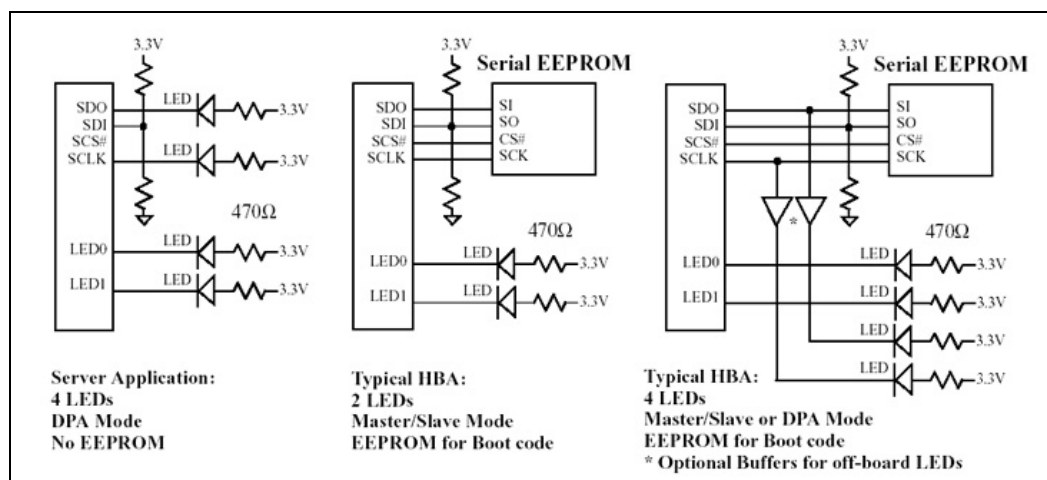 3.3V
SDO
SDI
SCS#
SCLK
LED
3.3V
LED
3.3V
470Ω
LED0
LED
3.3V
LED1
LED
3.3V
Server Application:
4 LEDs
DPA Mode
No EEPROM
3.3V
Serial EEPROM
SDO
SDI
SCS#
SCLK
SI
SO
CS#
SCK
470Ω
LED0
LED
3.3V
LED1
LED
3.3V
Typical HBA:
2 LEDs
Master/Slave Mode
EEPROM for Boot code
3.3V
Serial EEPROM
SDO
SDI
SCS#
SCLK
SI
SO
CS#
SCK
*
470Ω
LED0
LED
3.3V
LED1
LED
3.3V
LED
3.3V
LED
3.3V
Typical HBA:
4 LEDs
Master/Slave or DPA Mode
EEPROM for Boot code
* Optional Buffers for off-board LEDs